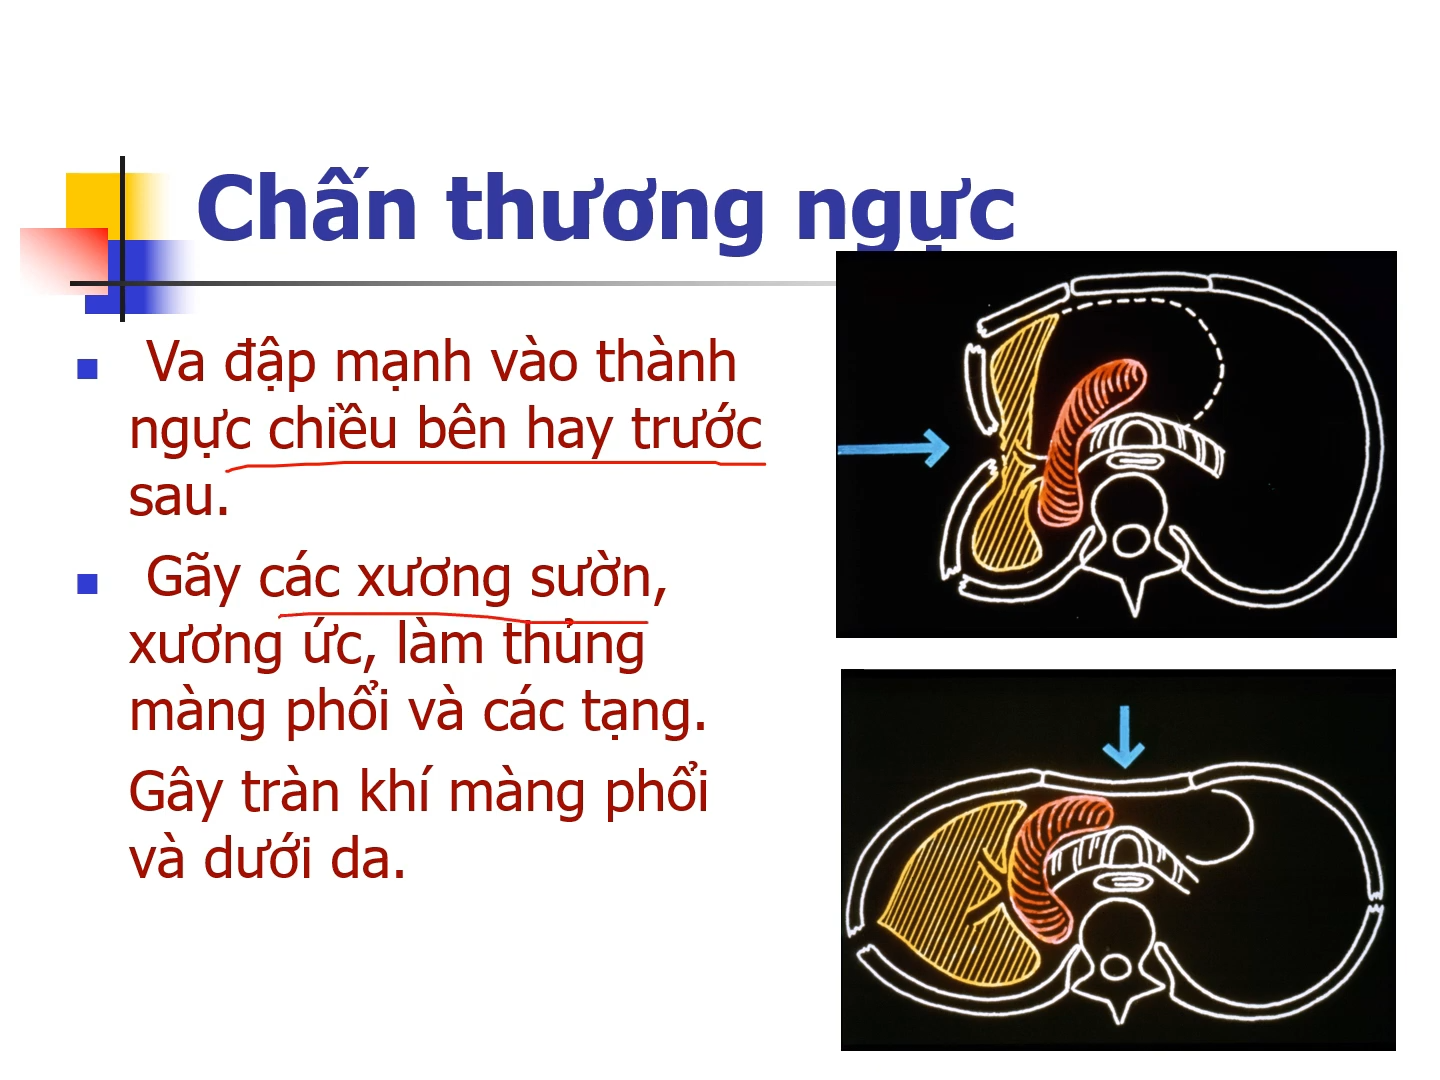 Chấn thương ngực
Va đập mạnh vào thành
ngực chiều bên hay trước
sau.
Gãy các xương sườn,
xương ức, làm thủng
màng phổi và các tạng.
Gây tràn khí màng phổi
và dưới da.